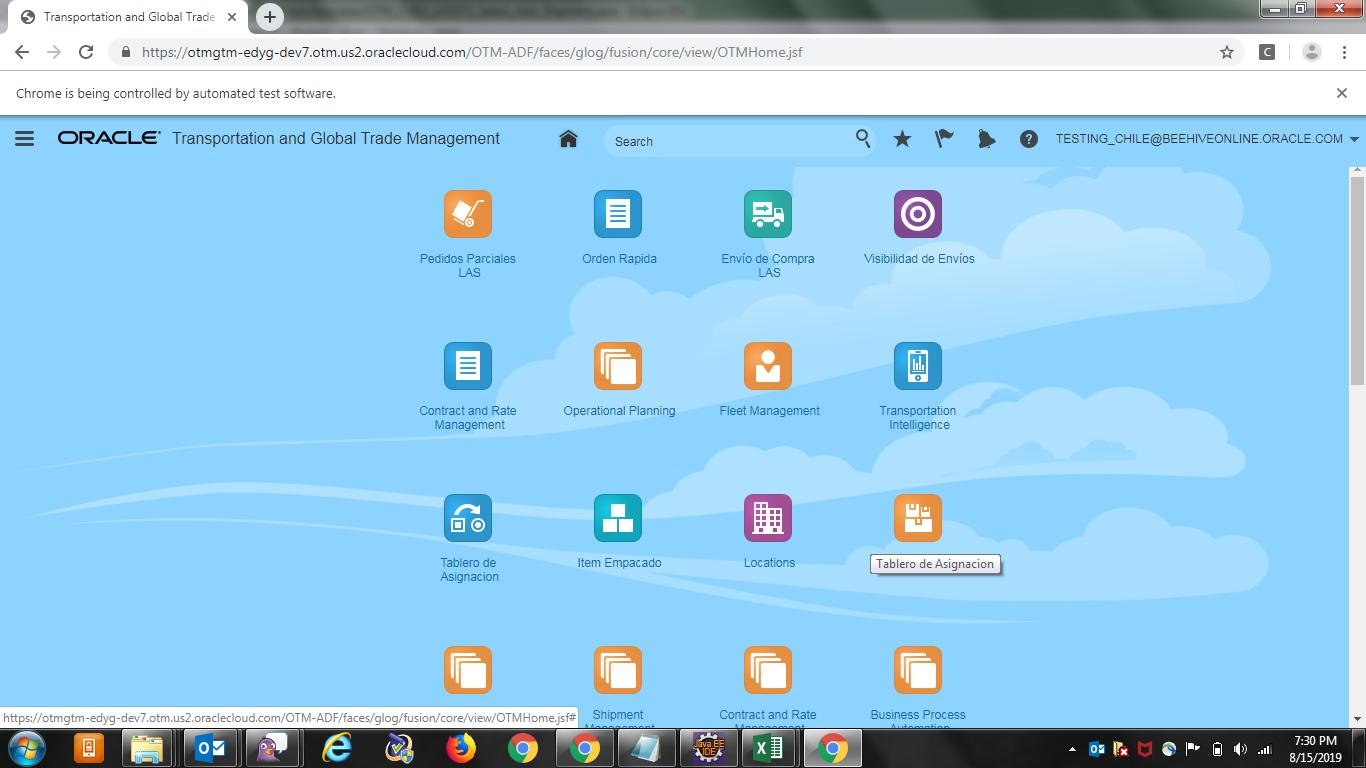 Transportation and Global Trade
https://otmgtm-edyg-dev7.otm.us2.oraclecloud.com/OTM-ADF/faces/glog/fusion/core/view/OTMHome.jsf
C
Chrome is being controlled by automated test software.
ORACLE Transportation and Global Trade Management
Search
TESTING_CHILE@BEEHIVEONLINE.ORACLE.COM
Pedidos Parciales
LAS
Orden Rapida
Envío de Compra
LAS
Visibilidad de Envíos
Contract and Rate
Management
Operational Planning
Fleet Management
Transportation
Intelligence
Tablero de
Asignacion
Item Empacado
Locations
Tablero de Asignacion
Shipment
Management
Contract and Rate
Management
Business Process
Automation
https://otmgtm-edyg-dev7.otm.us2.oraclecloud.com/OTM-ADF/faces/glog/fusion/core/view/OTMHome.jsf#
Java EE
IDE
7:30 PM
8/15/2019